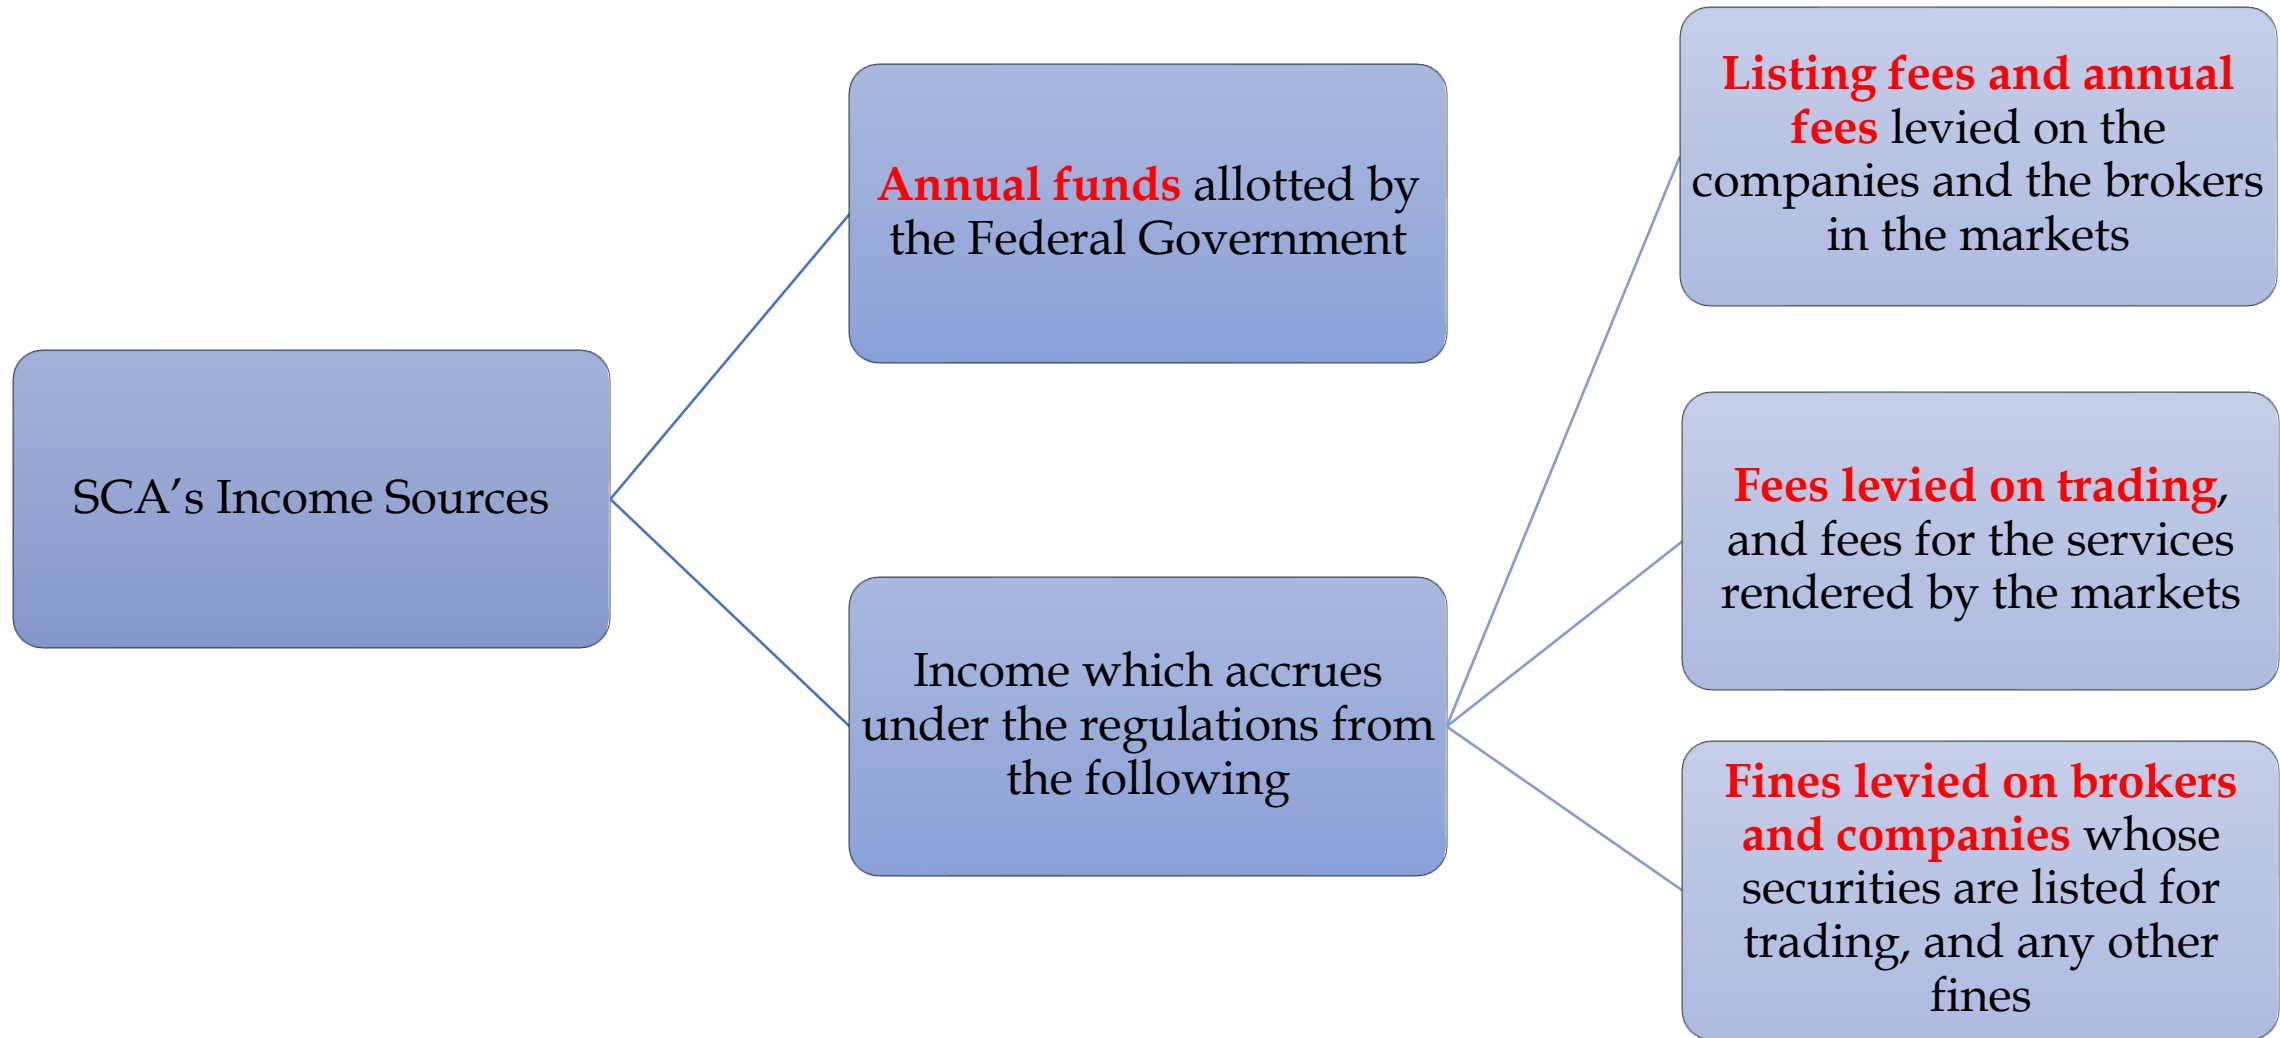 SCA’s Income Sources
Annual funds allotted by
the Federal Government
Income which accrues
under the regulations from
the following
Listing fees and annual
fees levied on the
companies and the brokers
in the markets
Fees levied on trading,
and fees for the services
rendered by the markets
Fines levied on brokers
and companies whose
securities are listed for
trading, and any other
fines